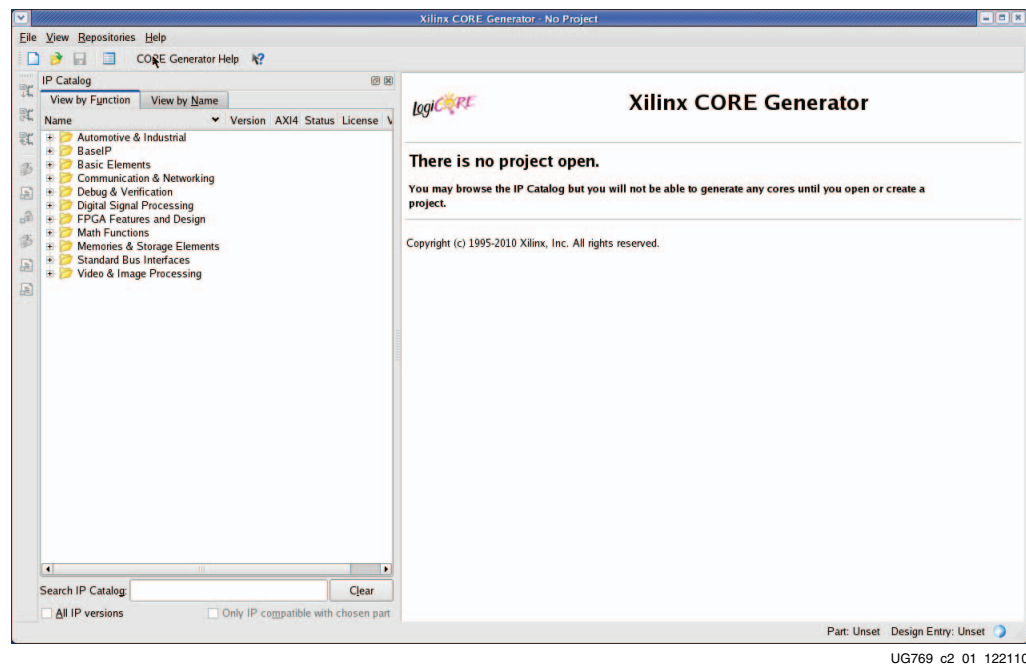 Xilinx CORE Generator - No Project
File View Repositories Help
CORE Generator Help
IP Catalog
View by Function View by Name
Name Version AXI4 Status License V
Automotive & Industrial
BaseIP
Basic Elements
Communication & Networking
Debug & Verification
Digital Signal Processing
FPGA Features and Design
Math Functions
Memories & Storage Elements
Standard Bus Interfaces
Video & Image Processing
Search IP Catalog: Clear
All IP versions Only IP compatible with chosen part
LogiCORE
Xilinx CORE Generator
There is no project open.
You may browse the IP Catalog but you will not be able to generate any cores until you open or create a
project.
Copyright (c) 1995-2010 Xilinx, Inc. All rights reserved.
Part: Unset Design Entry: Unset
UG769_c2_01_122110